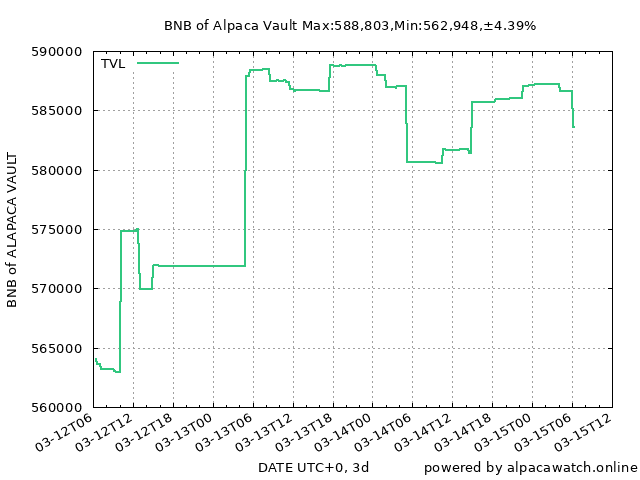 BNB of Alpaca Vault Max:588,803,Min:562,948,±4.39%
590000
TVL
585000
580000
575000
570000
565000
560000
BNB of ALAPACA VAULT
03-12T06
03-12T12
03-12T18
03-13T00
03-13T06
03-13T12
03-13T18
03-14T00
03-14T06
03-14T12
03-14T18
03-15T00
03-15T06
03-15T12
DATE UTC+0, 3d
powered by alpacawatch.online